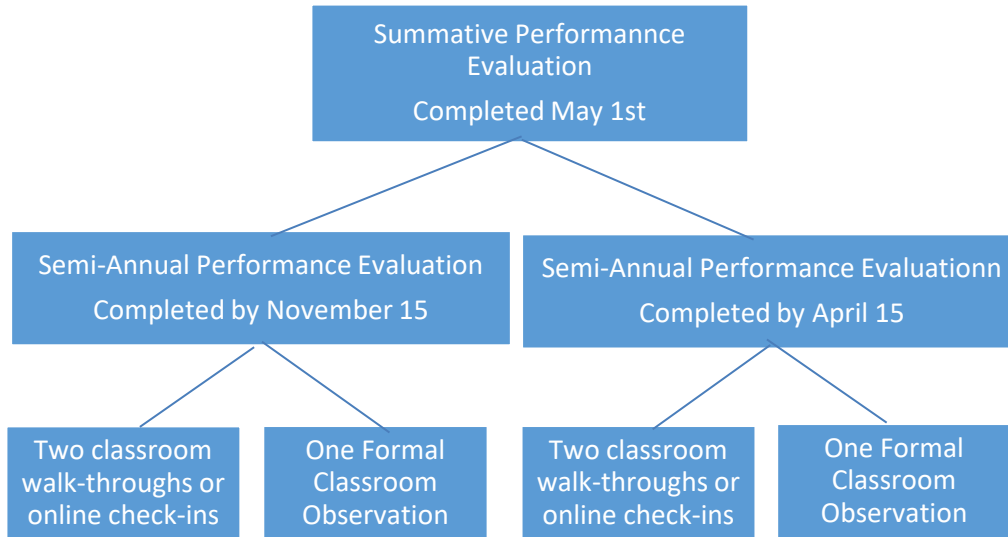 Summative Performannce
Evaluation
Completed May 1st
Semi-Annual Performance Evaluation
Completed by November 15
Semi-Annual Performance Evaluationn
Completed by April 15
Two classroom
walk-throughs or
online check-ins
One Formal
Classroom
Observation
Two classroom
walk-throughs or
online check-ins
One Formal
Classroom
Observation